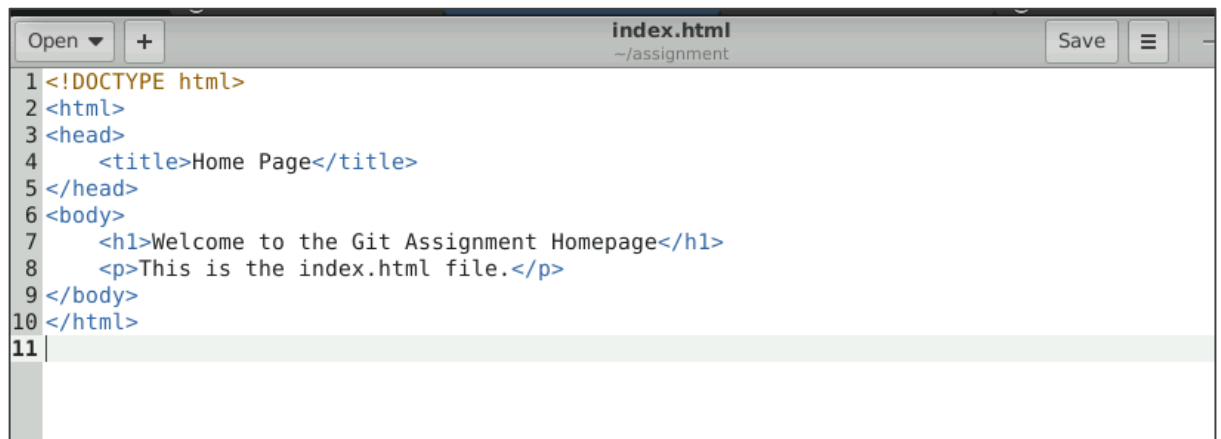 Open
+
index.html
~/assignment
Save
1 <!DOCTYPE html>
2 <html>
3 <head>
4     <title>Home Page</title>
5 </head>
6 <body>
7     <h1>Welcome to the Git Assignment Homepage</h1>
8     <p>This is the index.html file.</p>
9 </body>
10 </html>
11